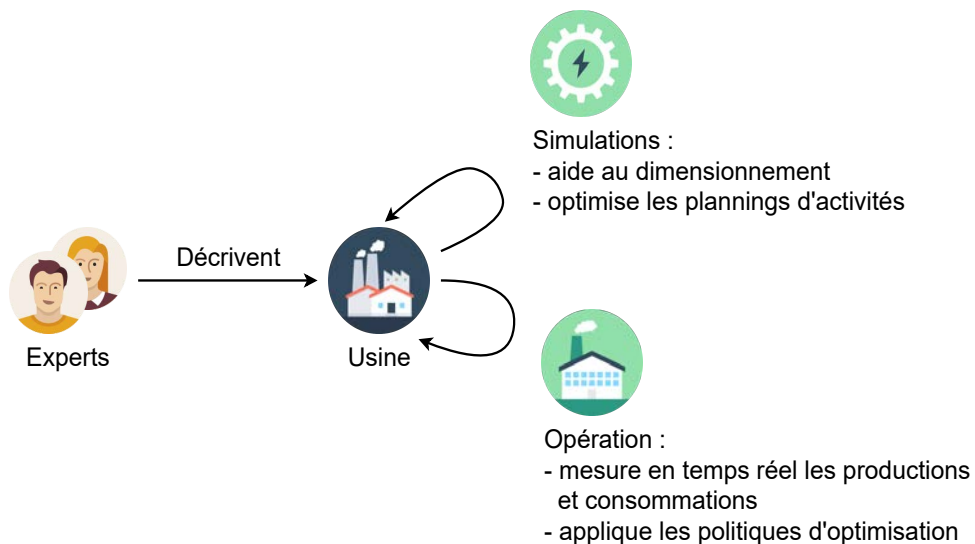 Simulations :
- aide au dimensionnement
- optimise les plannings d'activités
Décrivent
Experts
Usine
Opération :
- mesure en temps réel les productions
et consommations
- applique les politiques d'optimisation